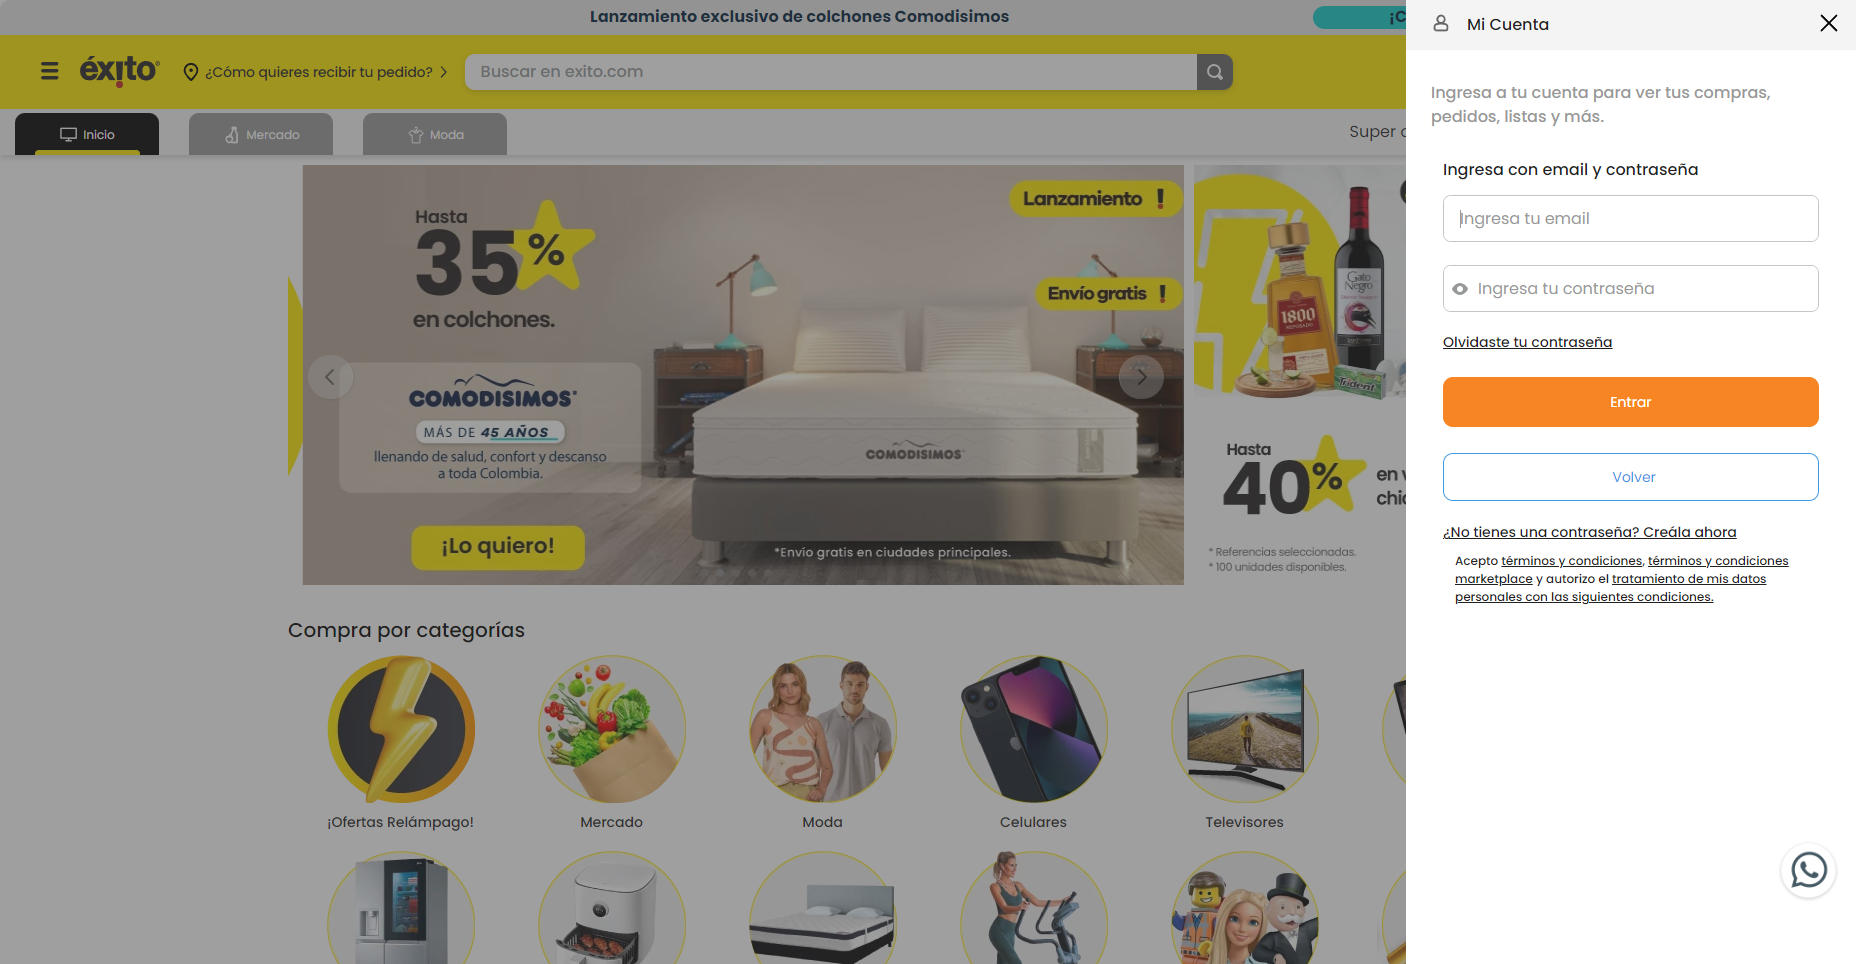 Lanzamiento exclusivo de colchones Comodisimos
éxito
¿Cómo quieres recibir tu pedido?
Buscar en exito.com
Inicio
Mercado
Moda
Super
Hasta
35%
en colchones.
COMODISIMOS
MÁS DE 45 AÑOS
llenando de salud, confort y descanso
a toda Colombia.
¡Lo quiero!
Lanzamiento !
Envío gratis !
COMODISIMOS
*Envío gratis en ciudades principales.
1800
Gato
Negro
Trident
Hasta
40%
en
* Referencias seleccionadas.
* 100 unidades disponibles.
Compra por categorías
¡Ofertas Relámpago!
Mercado
Moda
Celulares
Televisores
Mi Cuenta
Ingresa a tu cuenta para ver tus compras,
pedidos, listas y más.
Ingresa con email y contraseña
Ingresa tu email
Ingresa tu contraseña
Olvidaste tu contraseña
Entrar
Volver
¿No tienes una contraseña? Creála ahora
Acepto términos y condiciones, términos y condiciones
marketplace y autorizo el tratamiento de mis datos
personales con las siguientes condiciones.